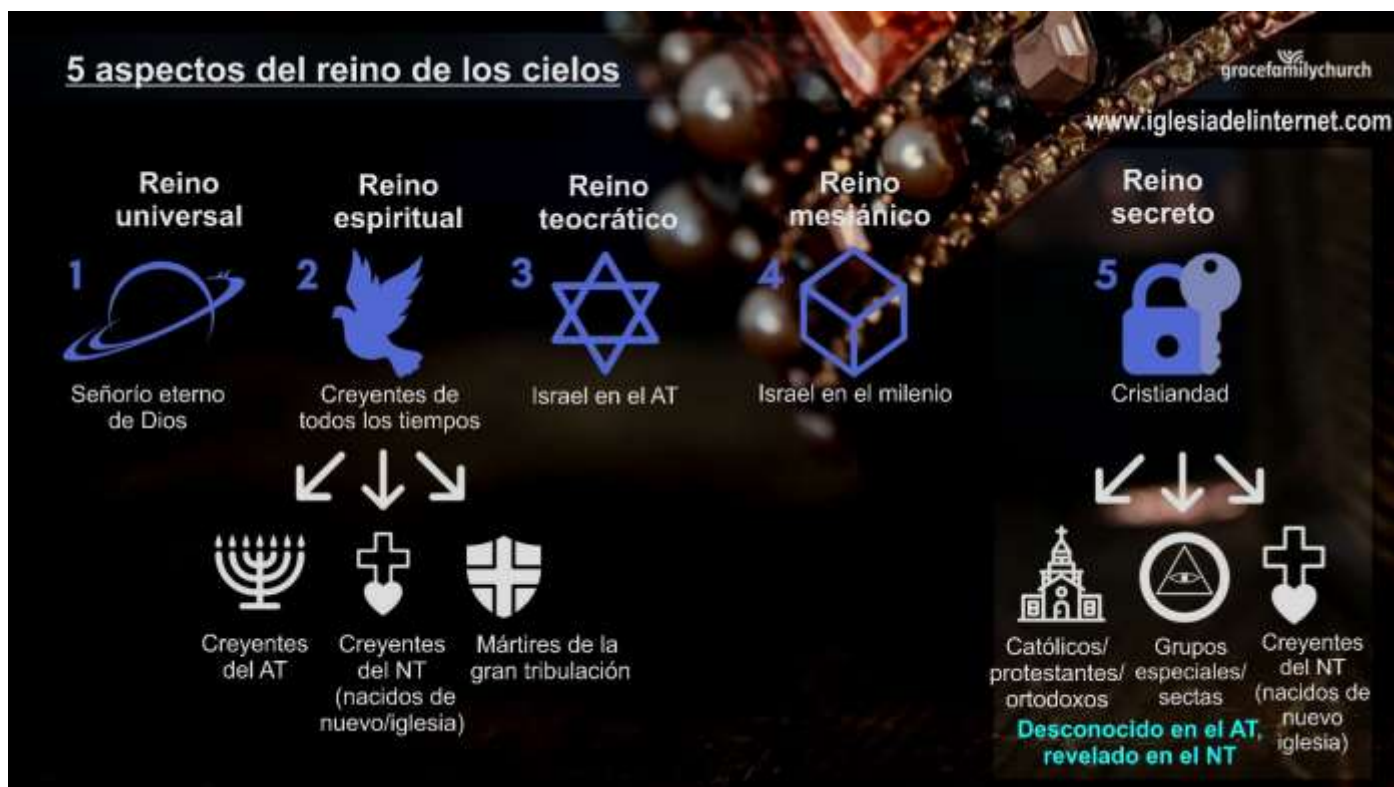 5 aspectos del reino de los cielos
gracefamilychurch
www.iglesiadelinternet.com
Reino
universal
1
Señorío eterno
de Dios
Reino
espiritual
2
Creyentes de
todos los tiempos
Creyentes
del AT
Creyentes
del NT
(nacidos de
nuevo/iglesia)
Mártires de la
gran tribulación
Reino
teocrático
3
Israel en el AT
Reino
mesiánico
4
Israel en el milenio
Reino
secreto
5
Cristiandad
Católicos/
protestantes/
ortodoxos
Grupos
especiales/
sectas
Creyentes
del NT
(nacidos de
nuevo
iglesia)
Desconocido en el AT,
revelado en el NT